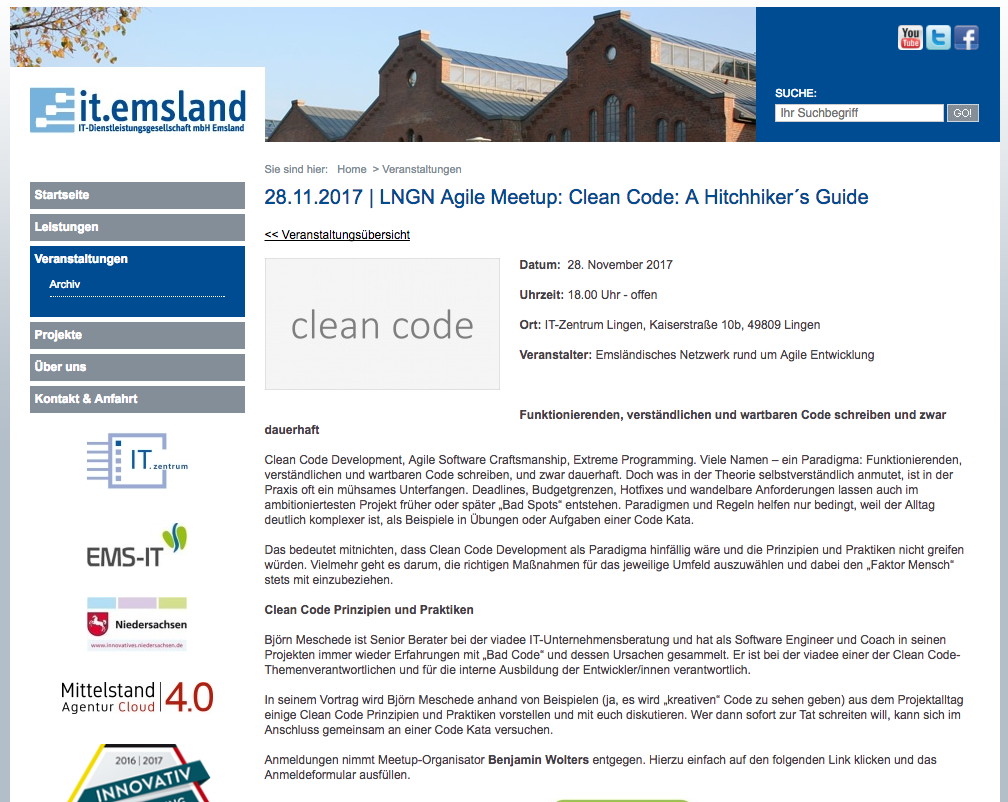 You
Tube
it.emsland
IT-Dienstleistungsgesellschaft mbH Emsland
SUCHE:
Ihr Suchbegriff
GO!
Sie sind hier: Home > Veranstaltungen
28.11.2017 | LNGN Agile Meetup: Clean Code: A Hitchhiker´s Guide
<< Veranstaltungsübersicht
Startseite
Leistungen
Veranstaltungen
Archiv
Projekte
Über uns
Kontakt & Anfahrt
IT.zentrum
EMS-IT
Niedersachsen
www.innovatives.niedersachsen.de
Mittelstand
Agentur Cloud
4.0
2016 | 2017
INNOVATIV
clean code
Datum: 28. November 2017
Uhrzeit: 18.00 Uhr - offen
Ort: IT-Zentrum Lingen, Kaiserstraße 10b, 49809 Lingen
Veranstalter: Emsländisches Netzwerk rund um Agile Entwicklung
Funktionierenden, verständlichen und wartbaren Code schreiben und zwar
dauerhaft
Clean Code Development, Agile Software Craftsmanship, Extreme Programming. Viele Namen – ein Paradigma: Funktionierenden,
verständlichen und wartbaren Code schreiben, und zwar dauerhaft. Doch was in der Theorie selbstverständlich anmutet, ist in der
Praxis oft ein mühsames Unterfangen. Deadlines, Budgetgrenzen, Hotfixes und wandelbare Anforderungen lassen auch im
ambitioniertesten Projekt früher oder später „Bad Spots“ entstehen. Paradigmen und Regeln helfen nur bedingt, weil der Alltag
deutlich komplexer ist, als Beispiele in Übungen oder Aufgaben einer Code Kata.
Das bedeutet mitnichten, dass Clean Code Development als Paradigma hinfällig wäre und die Prinzipien und Praktiken nicht greifen
würden. Vielmehr geht es darum, die richtigen Maßnahmen für das jeweilige Umfeld auszuwählen und dabei den „Faktor Mensch“
stets mit einzubeziehen.
Clean Code Prinzipien und Praktiken
Björn Meschede ist Senior Berater bei der viadee IT-Unternehmensberatung und hat als Software Engineer und Coach in seinen
Projekten immer wieder Erfahrungen mit „Bad Code“ und dessen Ursachen gesammelt. Er ist bei der viadee einer der Clean Code-
Themenverantwortlichen und für die interne Ausbildung der Entwickler/innen verantwortlich.
In seinem Vortrag wird Björn Meschede anhand von Beispielen (ja, es wird „kreativen“ Code zu sehen geben) aus dem Projektalltag
einige Clean Code Prinzipien und Praktiken vorstellen und mit euch diskutieren. Wer dann sofort zur Tat schreiten will, kann sich im
Anschluss gemeinsam an einer Code Kata versuchen.
Anmeldungen nimmt Meetup-Organisator Benjamin Wolters entgegen. Hierzu einfach auf den folgenden Link klicken und das
Anmeldeformular ausfüllen.